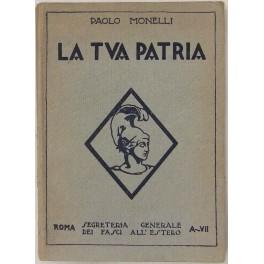 PAOLO MONELLI
LA TVA PATRIA
ROMA SEGRETERIA GENERALE DEI FASCI ALL'ESTERO A-VII